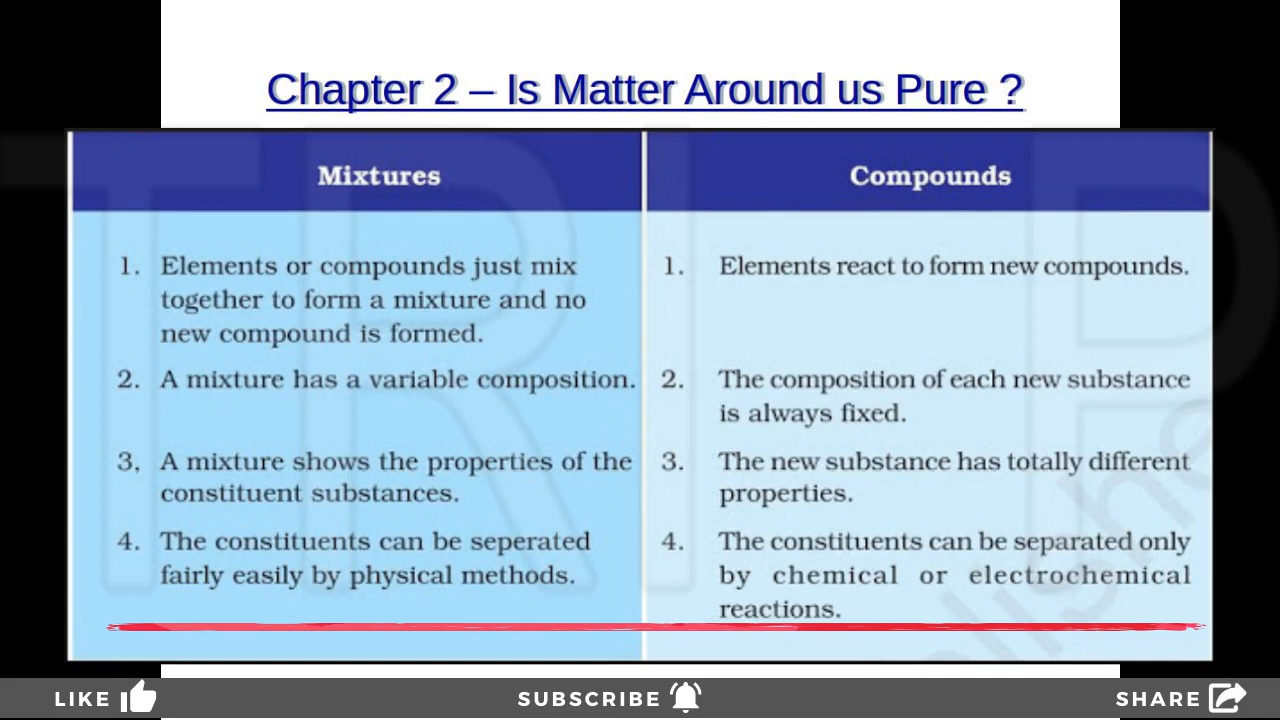 Chapter 2 – Is Matter Around us Pure ?
Mixtures
1. Elements or compounds just mix
together to form a mixture and no
new compound is formed.
2. A mixture has a variable composition.
3, A mixture shows the properties of the
constituent substances.
4. The constituents can be seperated
fairly easily by physical methods.
Compounds
1. Elements react to form new compounds.
2. The composition of each new substance
is always fixed.
3. The new substance has totally different
properties.
4. The constituents can be separated only
by chemical or electrochemical
reactions.
LIKE
SUBSCRIBE
SHARE